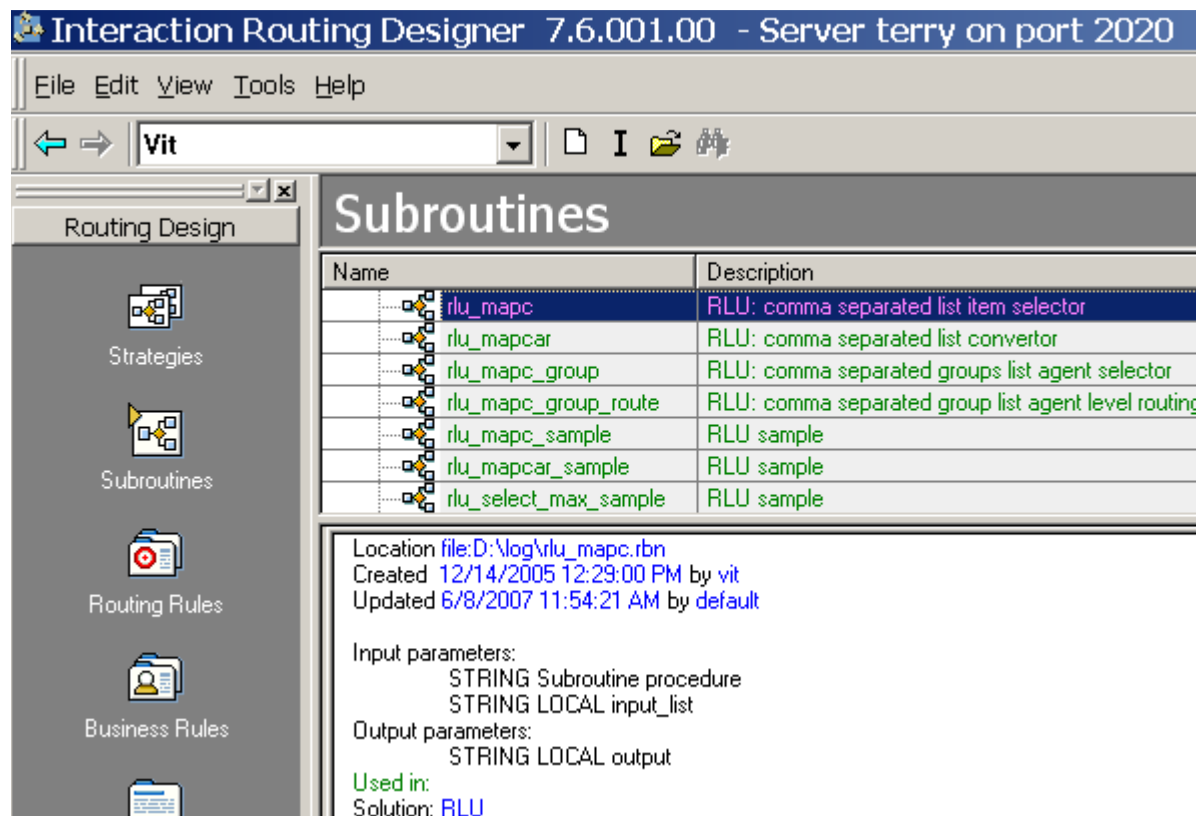 Interaction Routing Designer 7.6.001.00 - Server terry on port 2020
File Edit View Tools Help
Vit
Routing Design
Strategies
Subroutines
Routing Rules
Business Rules
Subroutines
Name Description
rlu_mapc RLU: comma separated list item selector
rlu_mapcar RLU: comma separated list convertor
rlu_mapc_group RLU: comma separated groups list agent selector
rlu_mapc_group_route RLU: comma separated group list agent level routing
rlu_mapc_sample RLU sample
rlu_mapcar_sample RLU sample
rlu_select_max_sample RLU sample
Location file:D:\log\rlu_mapc.rbn
Created 12/14/2005 12:29:00 PM by vit
Updated 6/8/2007 11:54:21 AM by default
Input parameters:
STRING Subroutine procedure
STRING LOCAL input_list
Output parameters:
STRING LOCAL output
Used in:
Solution: RLU